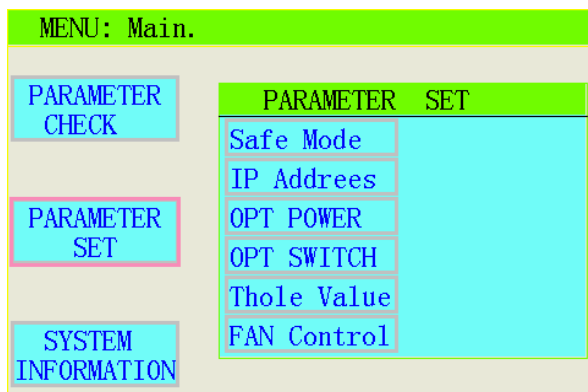 MENU: Main.
PARAMETER
CHECK
PARAMETER
SET
SYSTEM
INFORMATION
PARAMETER SET
Safe Mode
IP Addrees
OPT POWER
OPT SWITCH
Thole Value
FAN Control